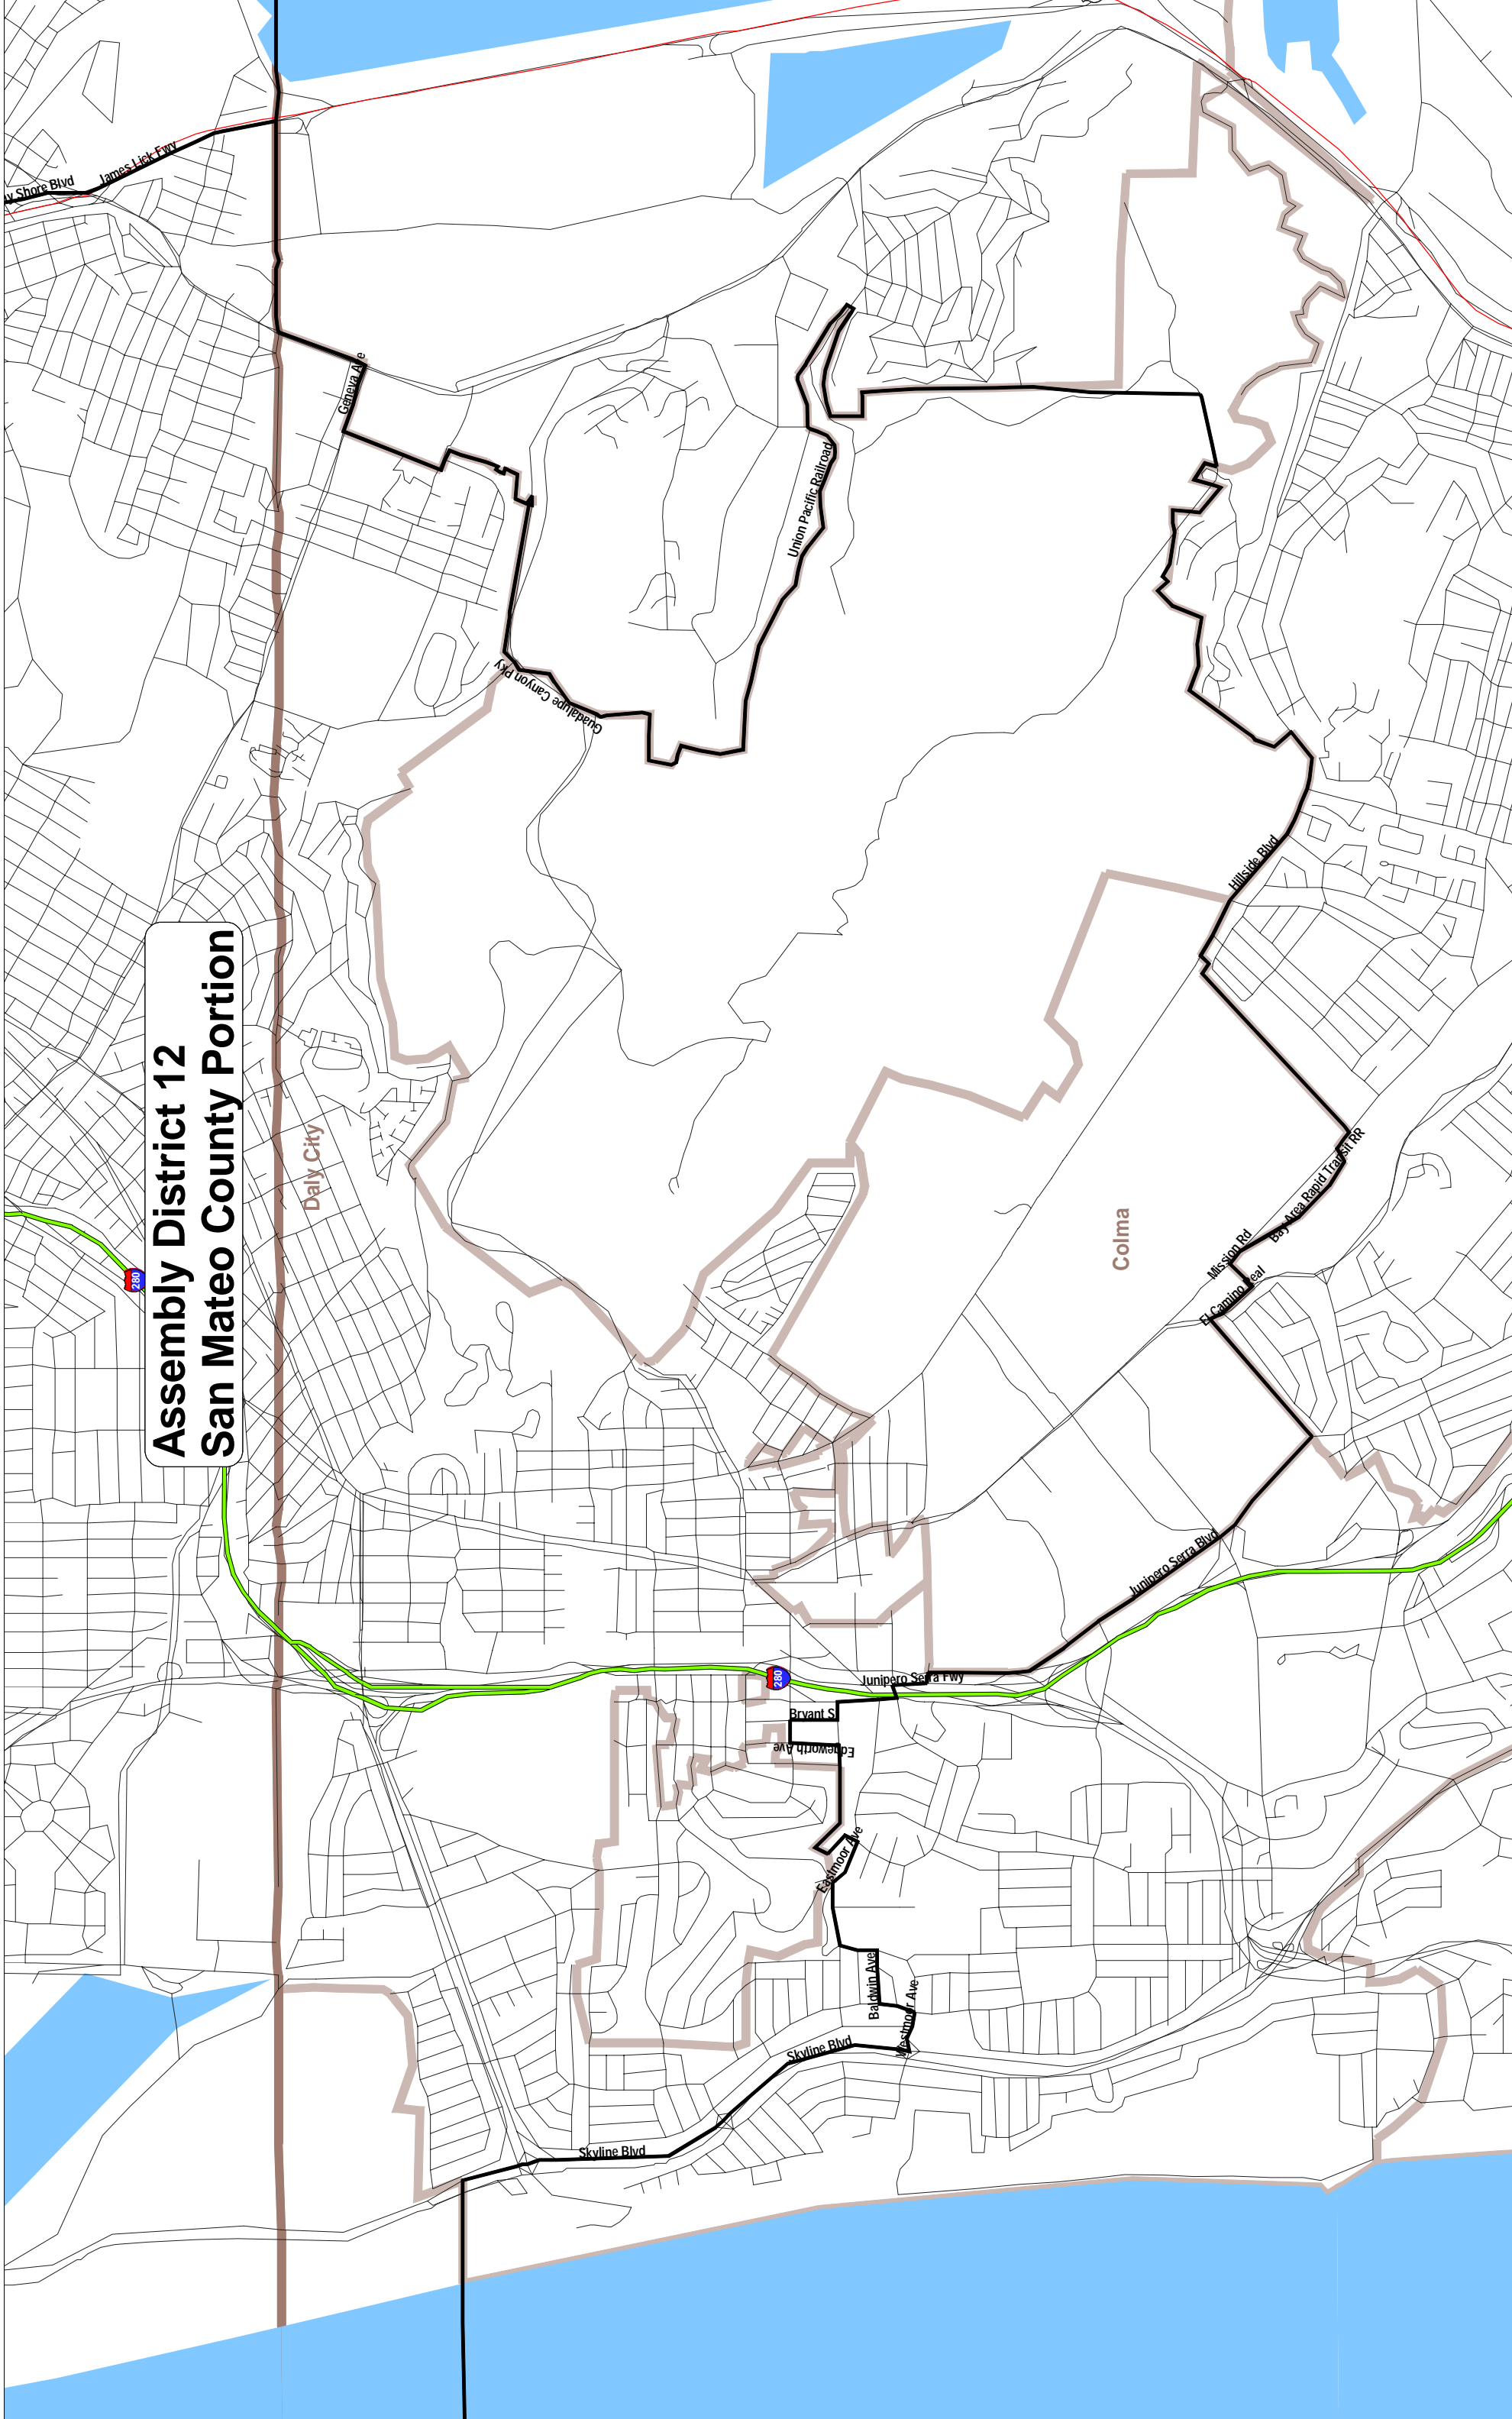 Assembly District 12
San Mateo County Portion
y Shore Blvd
James Lick Fwy
Geneva Ave
Guadalupe Canyon Pky
Union Pacific Railroad
Hillside Blvd
Daly City
Colma
280
Bay Area Rapid Transit RR
Mission Rd
El Camino Real
Junipero Serra Blvd
280
Junipero Serra Fwy
Bryant S
Edgeworth Ave
Eastmoor Ave
Baldwin Ave
Westmoor Ave
Skyline Blvd
Skyline Blvd